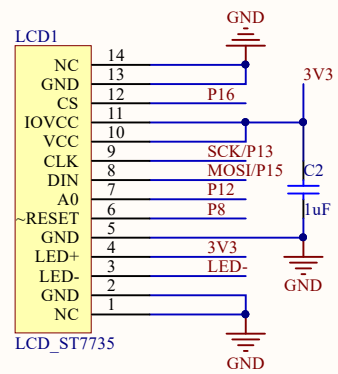 GND
LCD1
NC 14
GND 13
3V3
CS 12 P16
IOVCC 11
VCC 10
CLK 9 SCK/P13
DIN 8 MOSI/P15 C2
A0 7 P12
~RESET 6 P8 1uF
GND 5
LED+ 4 3V3
LED- 3 LED-
GND
GND 2
NC 1
LCD_ST7735
GND